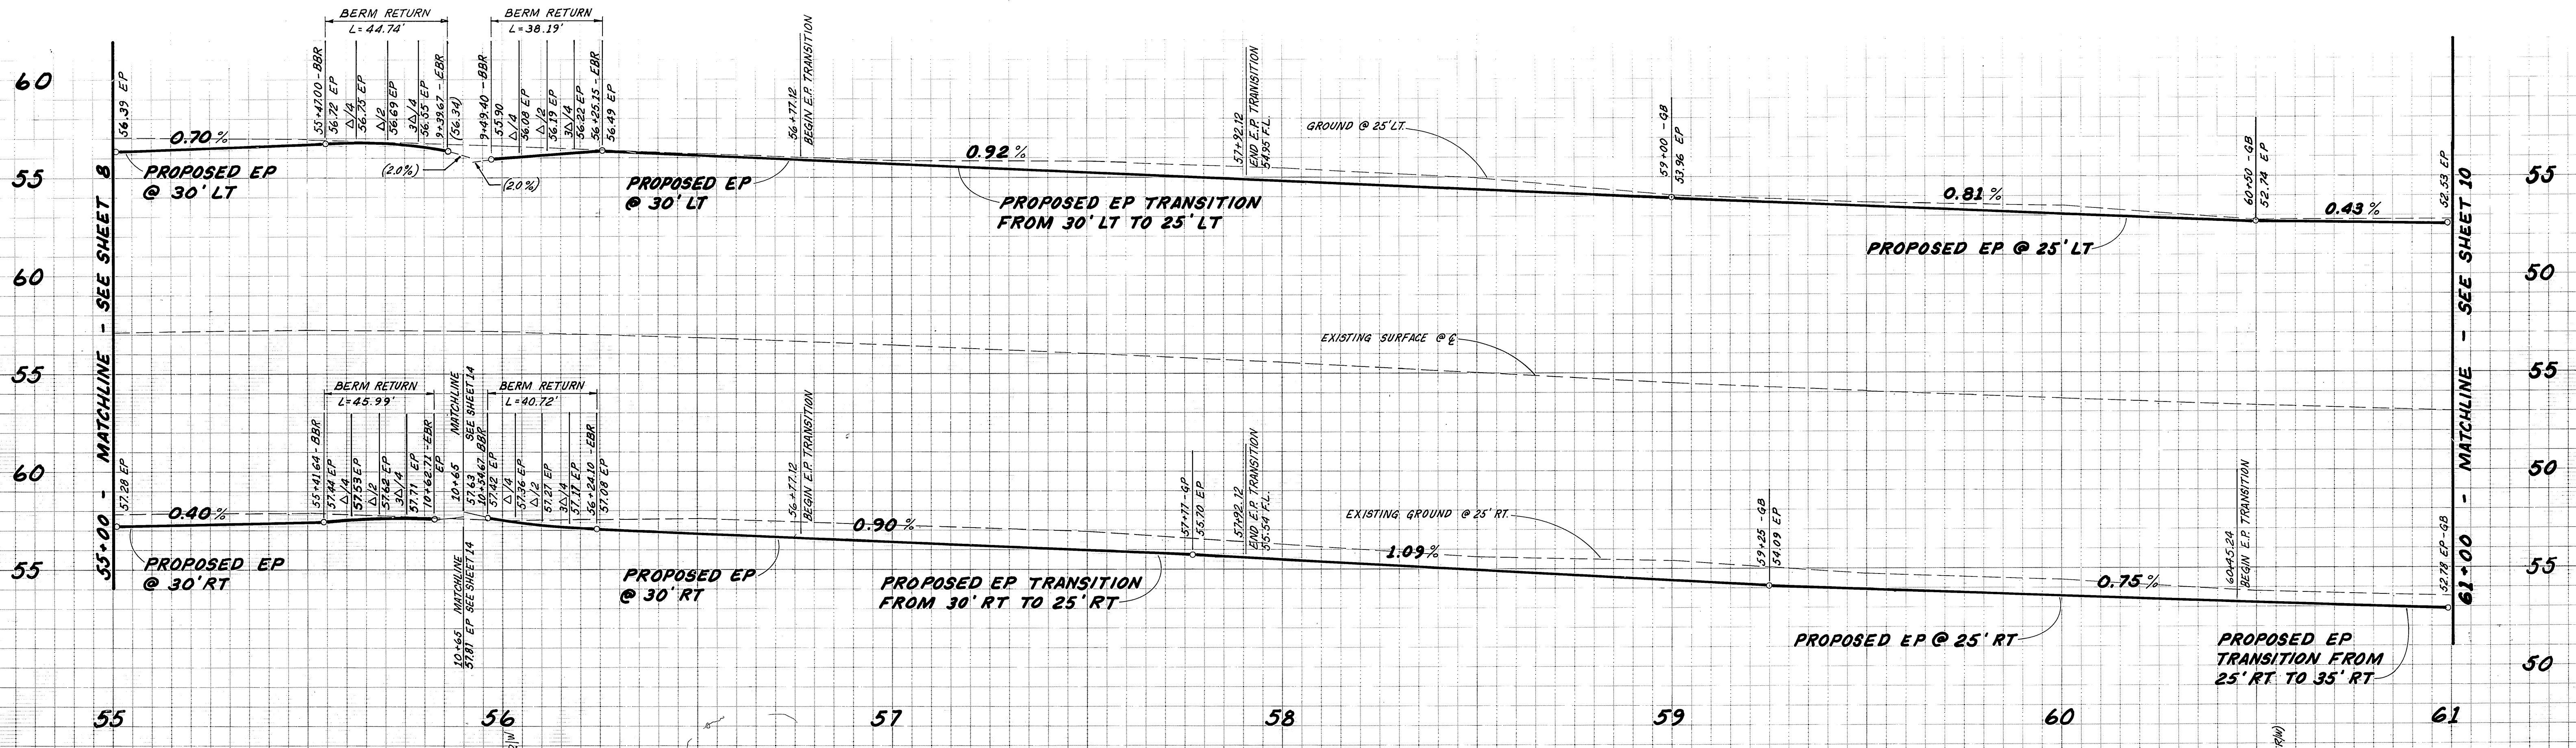 BERM RETURN
L=44.74'
BERM RETURN
L=38.19'
60
55
60
55
60
55
55+00 - MATCHLINE - SEE SHEET 8
56.39 EP
0.70%
PROPOSED EP
@ 30' LT
55+47.00 - BBR
56.72 EP
Δ/4
56.75 EP
Δ/2
56.69 EP
3Δ/4
56.55 EP
9+39.67 - EBR
(56.34)
(2.0%)
9+49.40 - BBR
55.90
Δ/4
56.08 EP
Δ/2
56.19 EP
3Δ/4
56.22 EP
56+25.15 - EBR
56.49 EP
(2.0%)
PROPOSED EP
@ 30' LT
56+77.12
BEGIN E.P. TRANSITION
0.92%
PROPOSED EP TRANSITION
FROM 30' LT TO 25' LT
57+92.12
END E.P. TRANSITION
54.95 F.L.
GROUND @ 25' LT.
59+00 - GB
53.96 EP
0.81%
PROPOSED EP @ 25' LT
60+50 - GB
52.74 EP
0.43%
52.53 EP
61+00 - MATCHLINE - SEE SHEET 10
55
50
55
50
55
50
EXISTING SURFACE @ ℄
57.28 EP
0.40%
PROPOSED EP
@ 30' RT
BERM RETURN
L=45.99'
55+41.64 - BBR
57.44 EP
Δ/4
57.53 EP
Δ/2
57.62 EP
3Δ/4
57.71 EP
10+62.71 - EBR
EP
10+65 MATCHLINE
57.63 SEE SHEET 14
10+65 MATCHLINE
57.81 EP SEE SHEET 14
BERM RETURN
L=40.72'
10+54.67 - BBR
57.42 EP
Δ/4
57.36 EP
Δ/2
57.27 EP
3Δ/4
57.17 EP
56+24.10 - EBR
57.08 EP
PROPOSED EP
@ 30' RT
56+77.12
BEGIN E.P. TRANSITION
0.90%
PROPOSED EP TRANSITION
FROM 30' RT TO 25' RT
57+77 - GP
55.70 EP
57+92.12
END E.P. TRANSITION
55.54 F.L.
EXISTING GROUND @ 25' RT.
1.09%
59+25 - GB
54.09 EP
PROPOSED EP @ 25' RT
0.75%
60+45.24
BEGIN E.P. TRANSITION
52.78 EP - GB
PROPOSED EP
TRANSITION FROM
25' RT TO 35' RT
55
56
57
58
59
60
61
R/W)